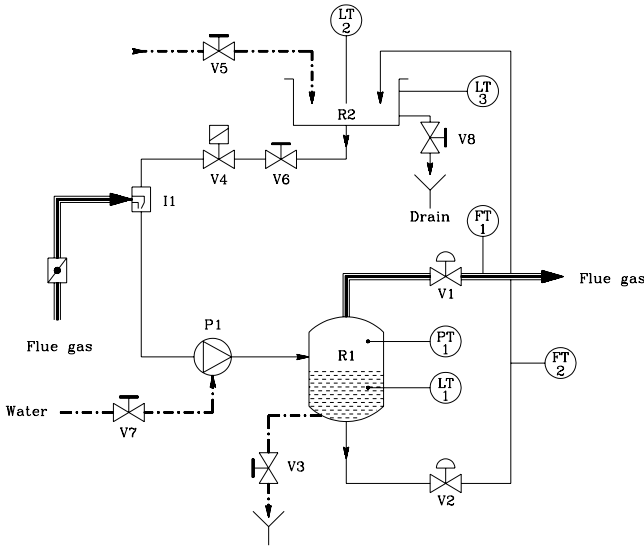 LT
2
V5
R2
LT
3
V8
V4
V6
Drain
I1
FT
1
V1
Flue gas
Flue gas
P1
R1
PT
1
FT
2
LT
1
Water
V7
V3
V2